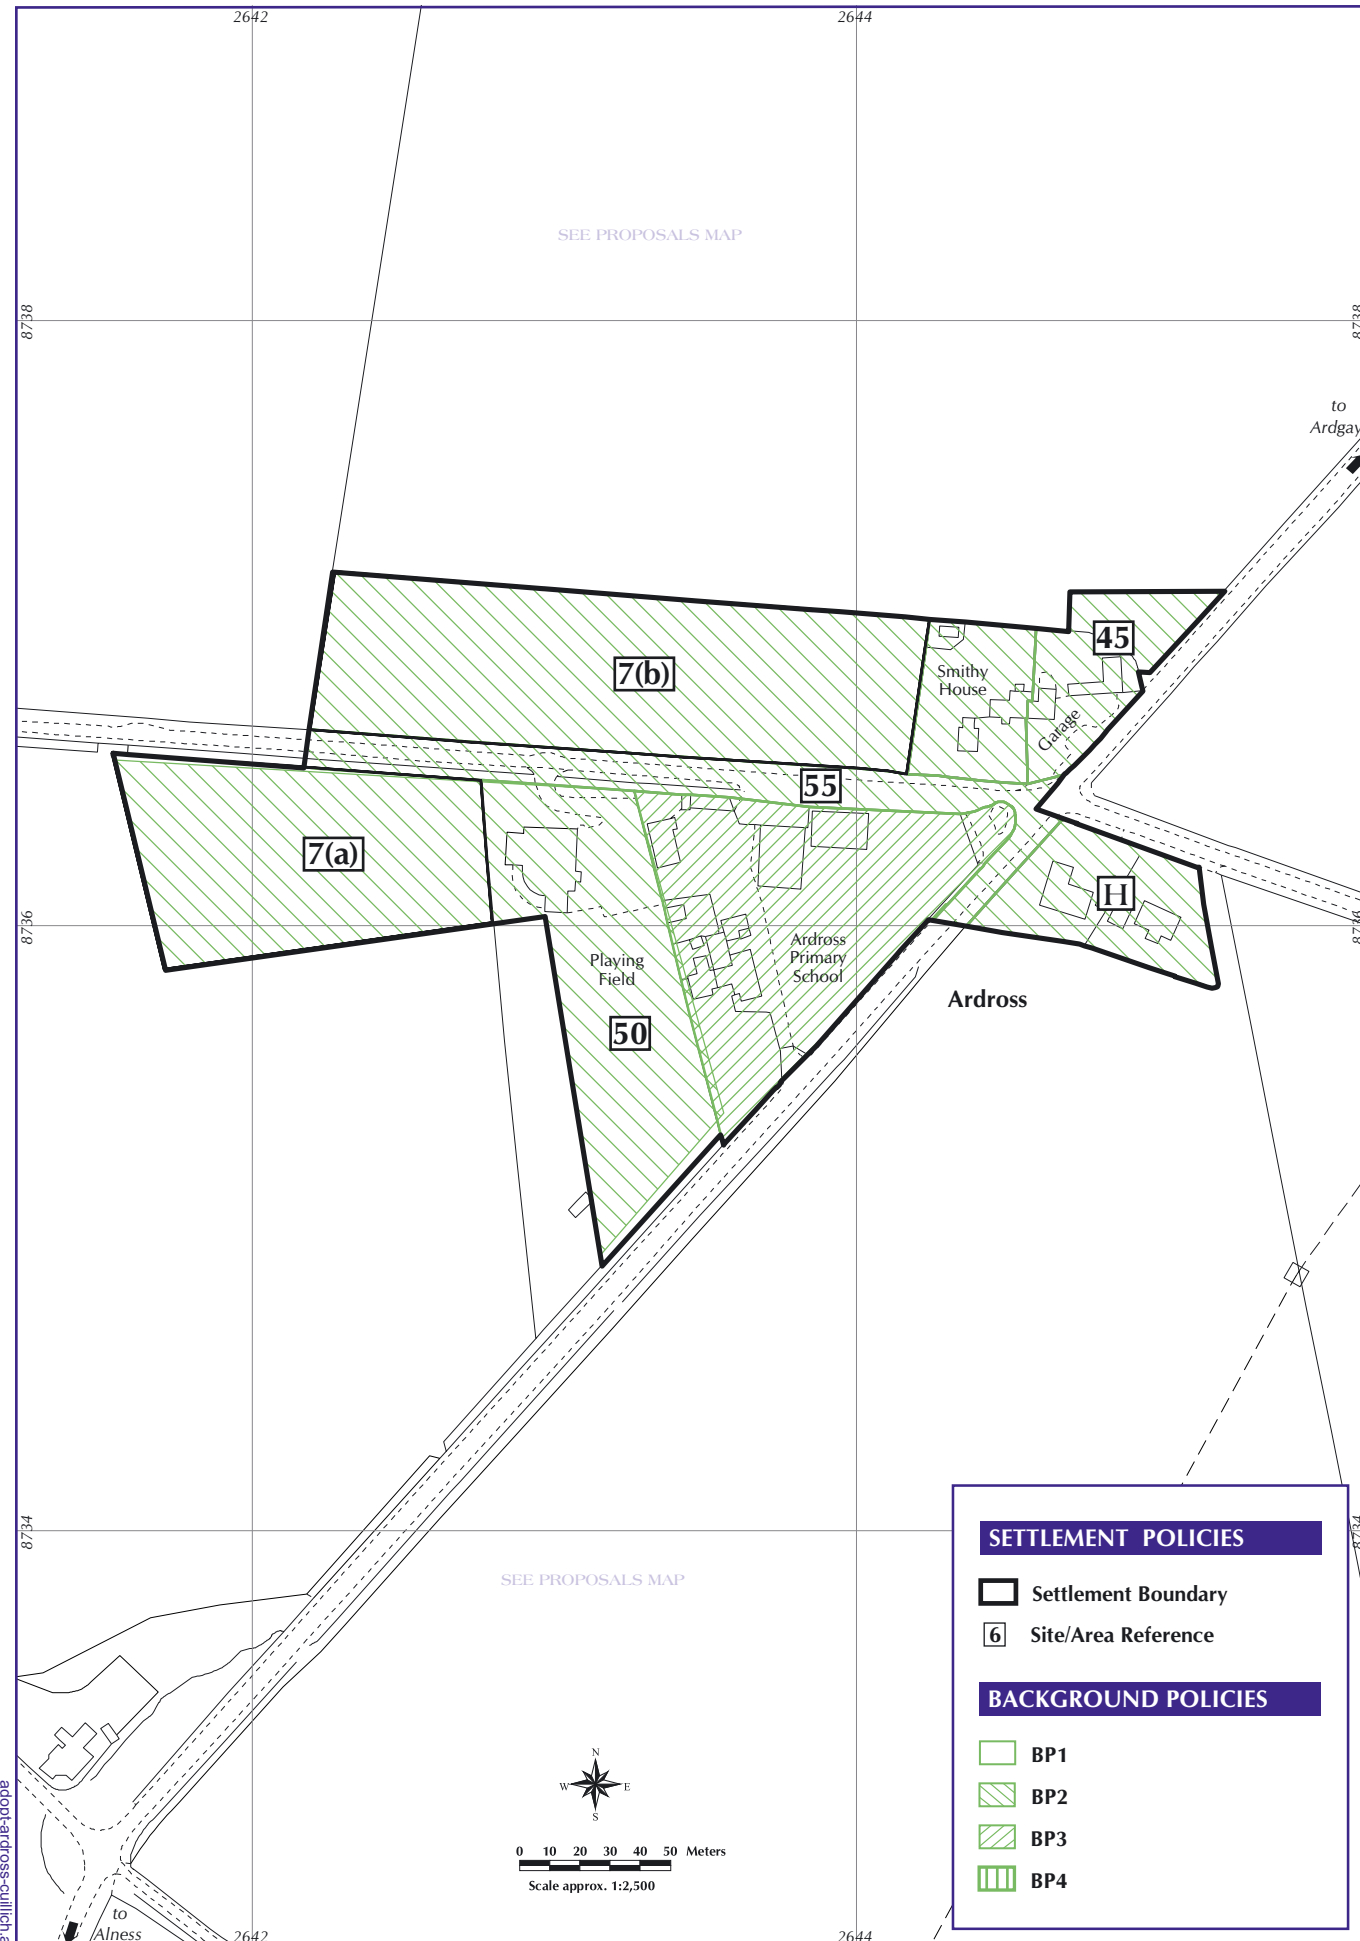 2642
2644
SEE PROPOSALS MAP
8738
8738
to
Ardgay
45
7(b)
Smithy
House
Garage
55
7(a)
H
8736
8736
Ardross
Primary
School
Playing
Field
Ardross
50
8734
8734
SETTLEMENT POLICIES
Settlement Boundary
6 Site/Area Reference
BACKGROUND POLICIES
BP1
BP2
BP3
BP4
SEE PROPOSALS MAP
N
W E
S
0 10 20 30 40 50 Meters
Scale approx. 1:2,500
to
Alness
2642
2644
adopt-ardross-cuillich.a